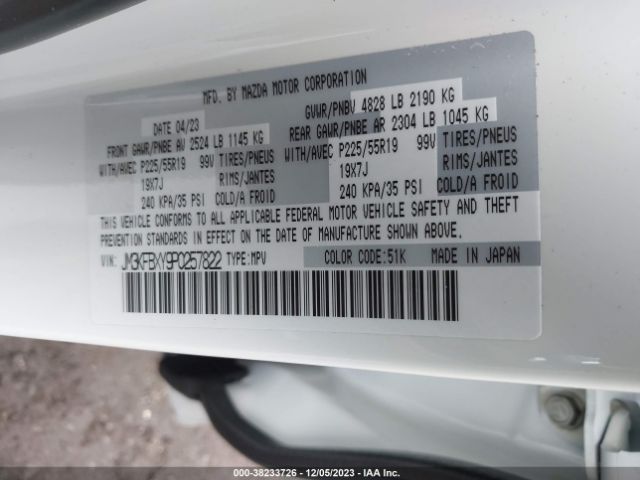 MFD. BY MAZDA MOTOR CORPORATION
DATE 04/23 GVWR/PNBV 4828 LB 2190 KG
FRONT GAWR/PNBE AV 2524 LB 1145 KG REAR GAWR/PNBE AR 2304 LB 1045 KG
WITH/AVEC P225/55R19 99V TIRES/PNEUS WITH/AVEC P225/55R19 99V TIRES/PNEUS
19X7J RIMS/JANTES 19X7J RIMS/JANTES
240 KPA/35 PSI COLD/A FROID 240 KPA/35 PSI COLD/A FROID
THIS VEHICLE CONFORMS TO ALL APPLICABLE FEDERAL MOTOR VEHICLE SAFETY AND THEFT
PREVENTION STANDARDS IN EFFECT ON THE DATE OF MANUFACTURE SHOWN ABOVE.
VIN: JM3KFBXY9P0257822 TYPE:MPV COLOR CODE:51K MADE IN JAPAN
000-38233726 - 12/05/2023 - IAA Inc.